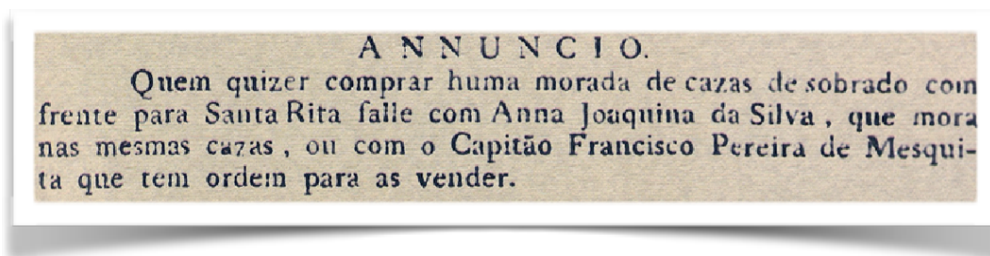 ANNUNCIO.
Quem quizer comprar huma morada de cazas de sobrado com
frente para Santa Rita falle com Anna Joaquina da Silva, que mora
nas mesmas cazas, ou com o Capitão Francisco Pereira de Mesqui-
ta que tem ordem para as vender.